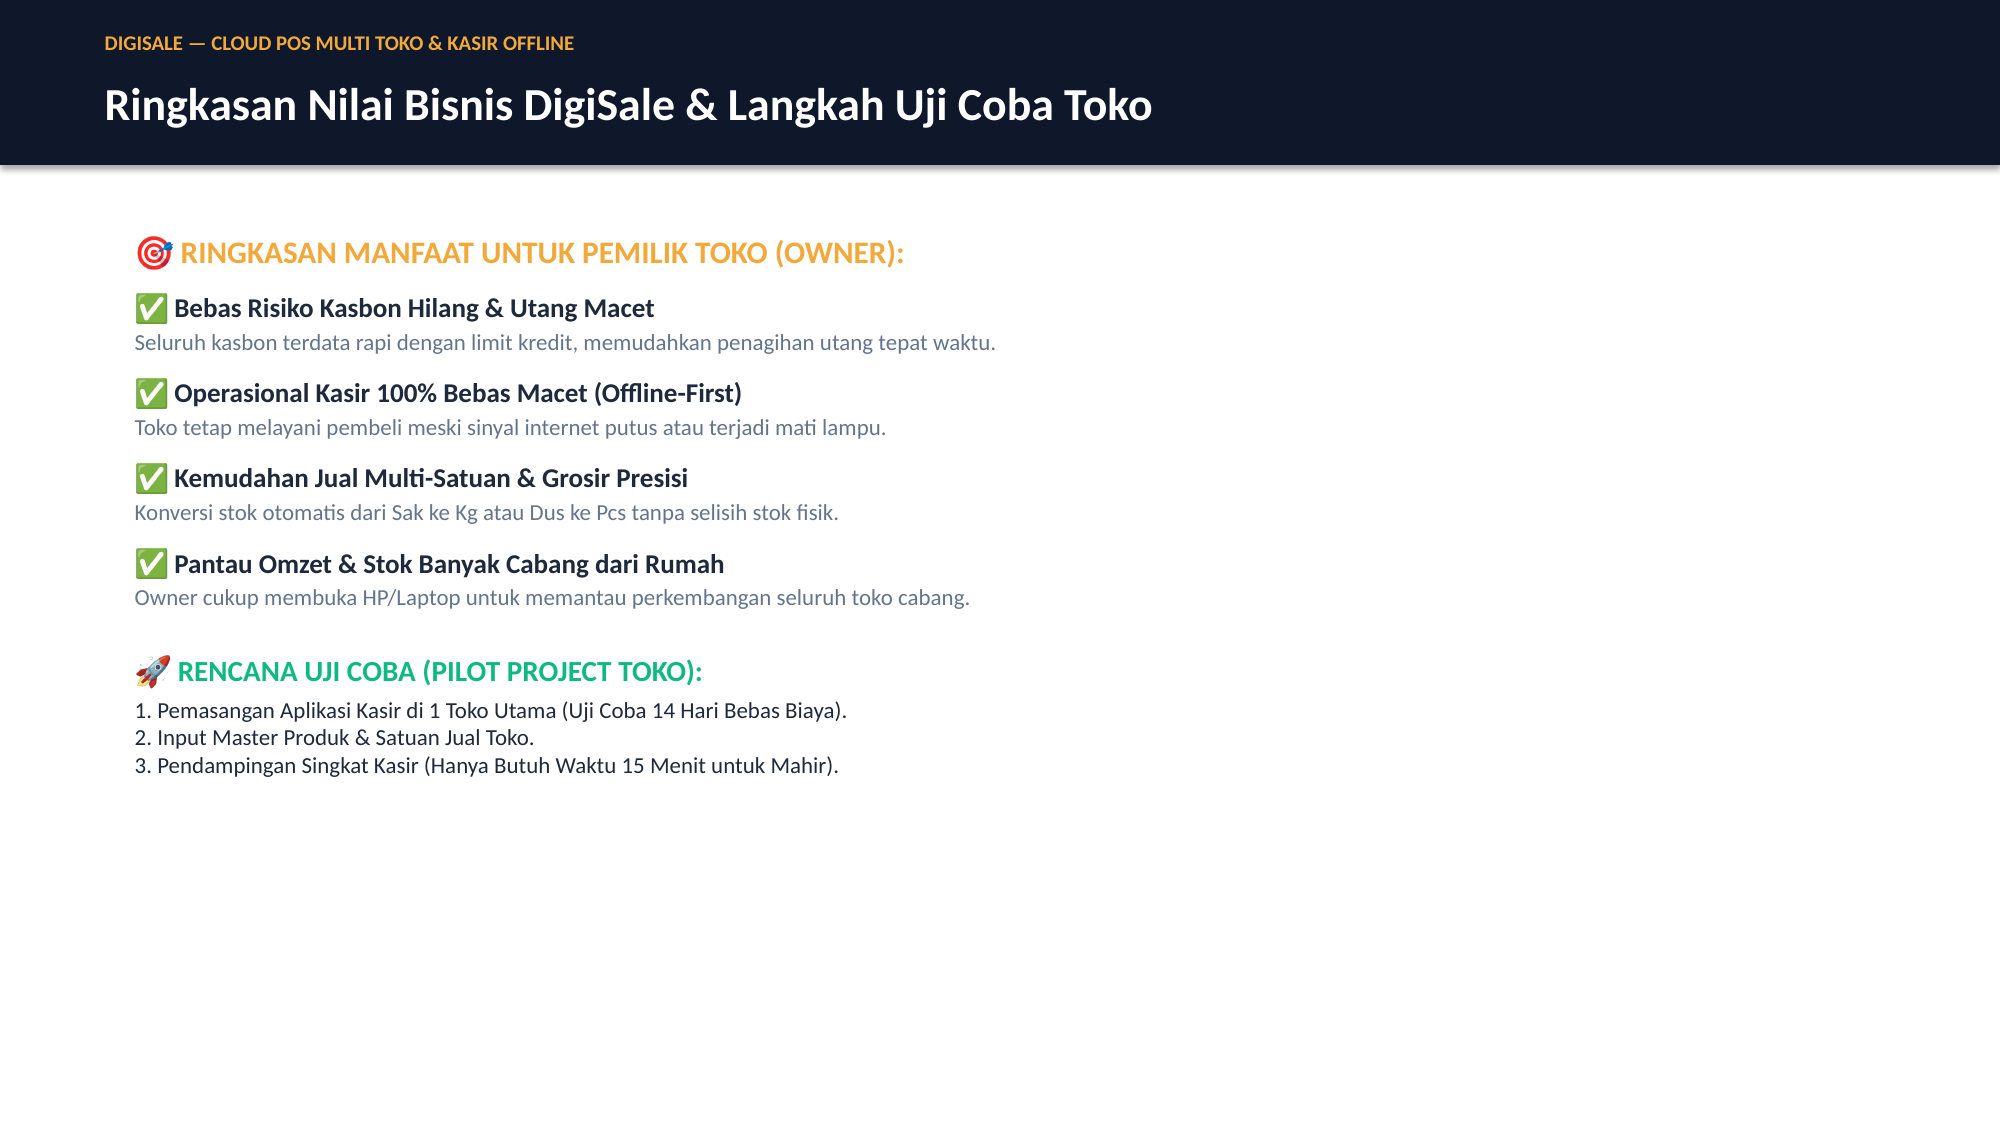 DIGISALE — CLOUD POS MULTI TOKO & KASIR OFFLINE
Ringkasan Nilai Bisnis DigiSale & Langkah Uji Coba Toko
🎯 RINGKASAN MANFAAT UNTUK PEMILIK TOKO (OWNER):
✅ Bebas Risiko Kasbon Hilang & Utang Macet
Seluruh kasbon terdata rapi dengan limit kredit, memudahkan penagihan utang tepat waktu.
✅ Operasional Kasir 100% Bebas Macet (Offline-First)
Toko tetap melayani pembeli meski sinyal internet putus atau terjadi mati lampu.
✅ Kemudahan Jual Multi-Satuan & Grosir Presisi
Konversi stok otomatis dari Sak ke Kg atau Dus ke Pcs tanpa selisih stok fisik.
✅ Pantau Omzet & Stok Banyak Cabang dari Rumah
Owner cukup membuka HP/Laptop untuk memantau perkembangan seluruh toko cabang.
🚀 RENCANA UJI COBA (PILOT PROJECT TOKO):
1. Pemasangan Aplikasi Kasir di 1 Toko Utama (Uji Coba 14 Hari Bebas Biaya).
2. Input Master Produk & Satuan Jual Toko.
3. Pendampingan Singkat Kasir (Hanya Butuh Waktu 15 Menit untuk Mahir).